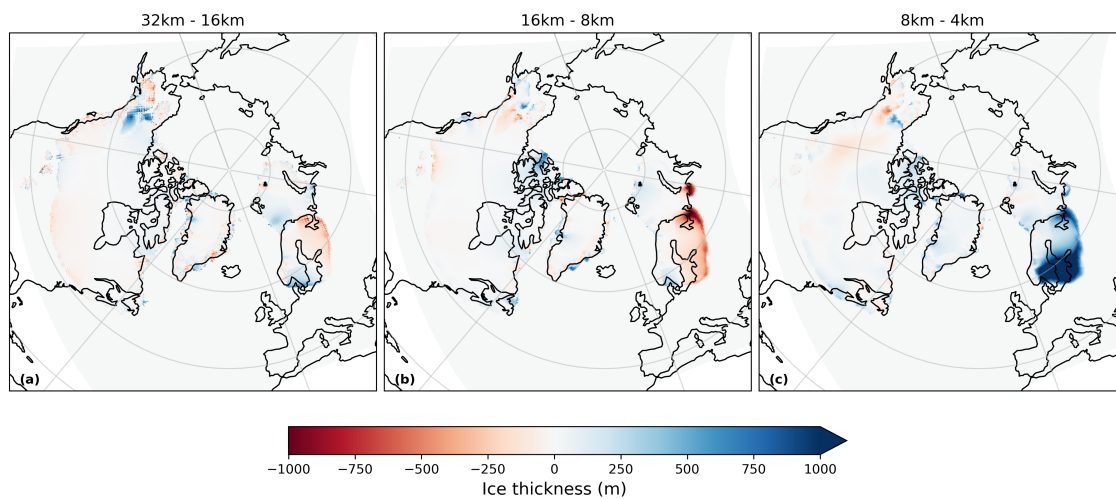 32km - 16km
16km - 8km
8km - 4km
(a)
(b)
(c)
−1000 −750 −500 −250 0 250 500 750 1000
Ice thickness (m)